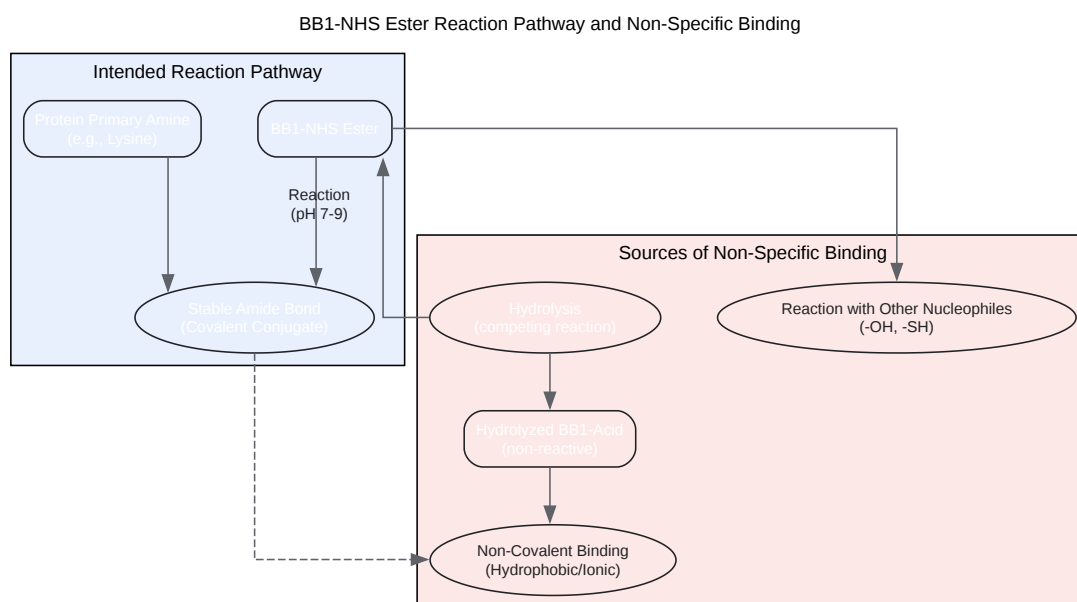 BB1-NHS Ester Reaction Pathway and Non-Specific Binding
Intended Reaction Pathway
Protein Primary Amine
(e.g., Lysine)
BB1-NHS Ester
Reaction
(pH 7-9)
Stable Amide Bond
(Covalent Conjugate)
Sources of Non-Specific Binding
Hydrolysis
(competing reaction)
Reaction with Other Nucleophiles
(-OH, -SH)
Hydrolyzed BB1-Acid
(non-reactive)
Non-Covalent Binding
(Hydrophobic/Ionic)